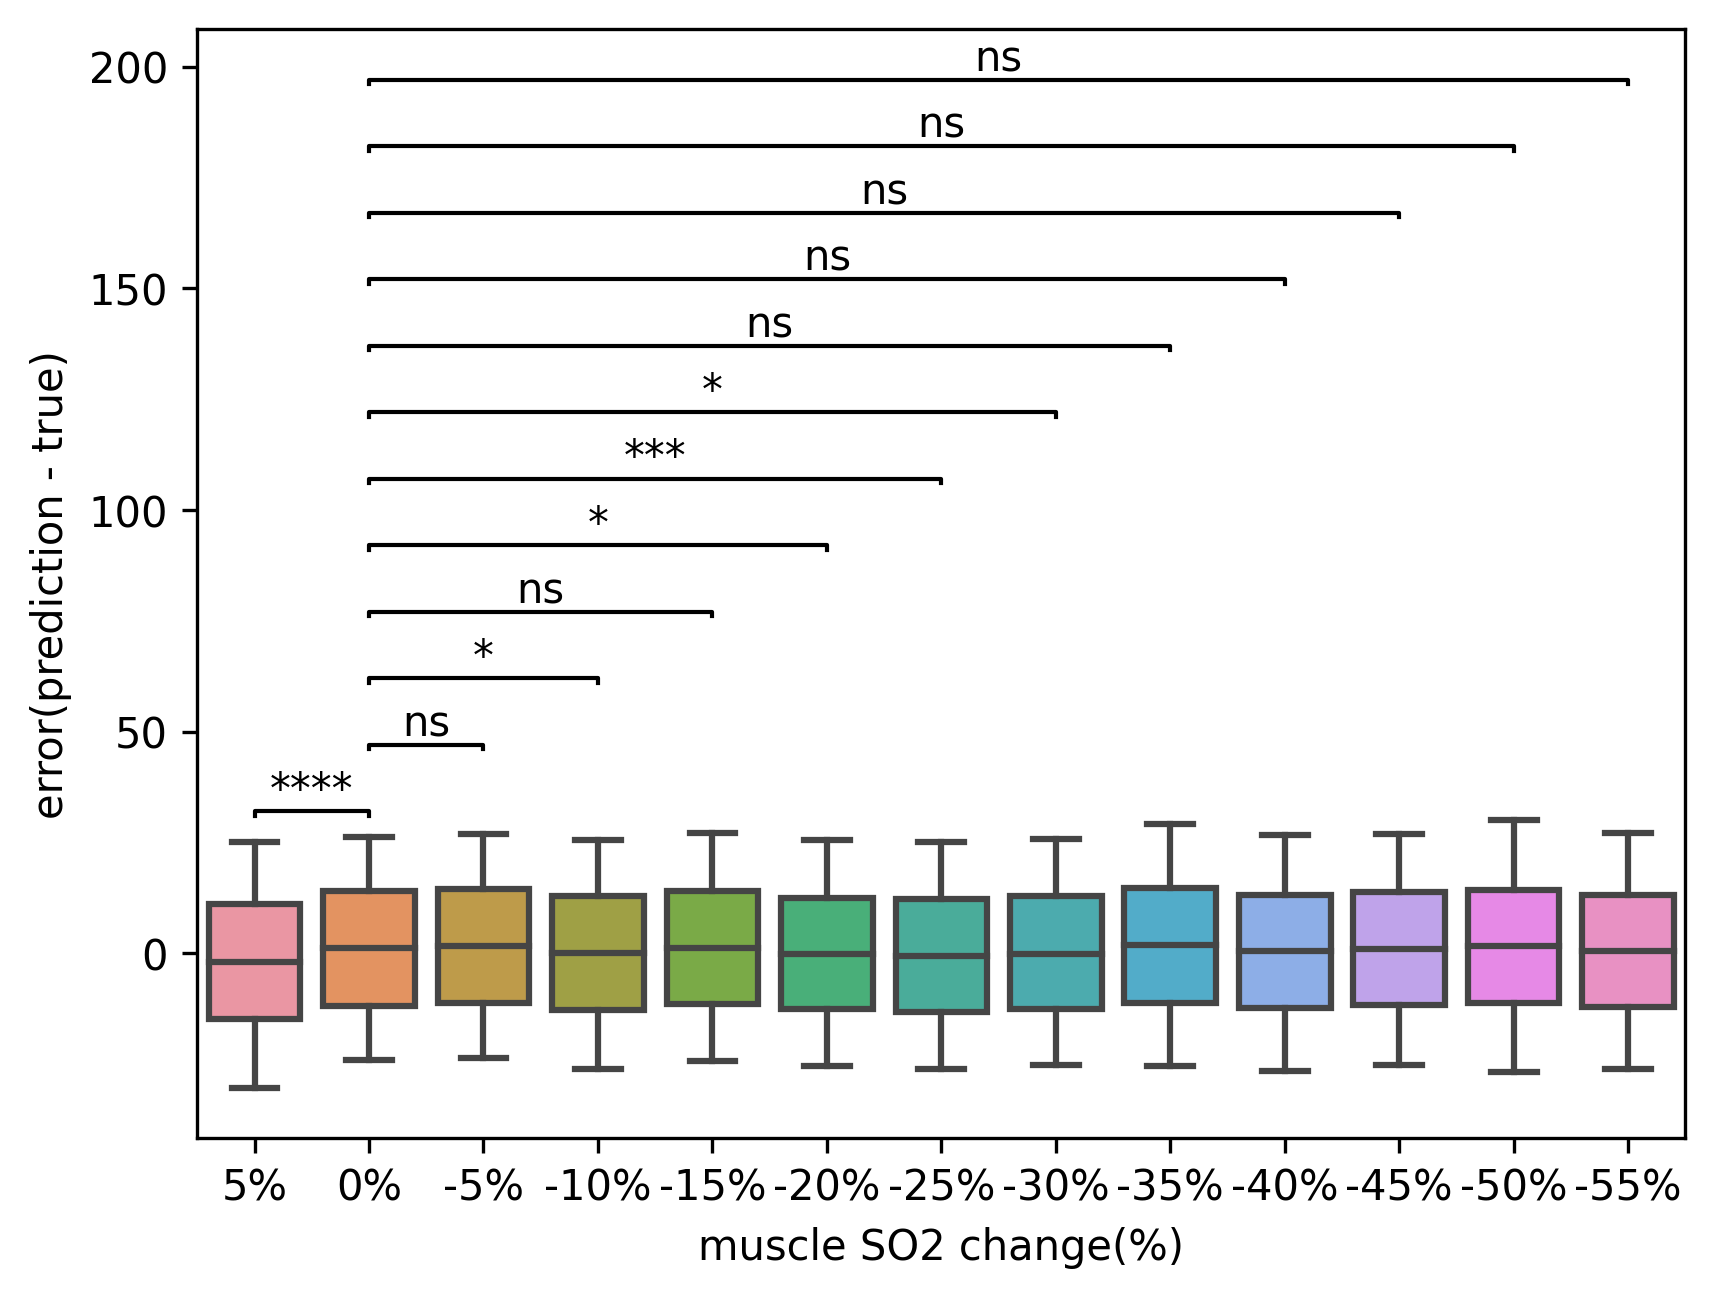 ns
200
ns
ns
ns
150
ns
*
***
100
*
ns
*
ns
50
****
0
error(prediction - true)
5% 0% -5% -10% -15% -20% -25% -30% -35% -40% -45% -50% -55%
muscle SO2 change(%)